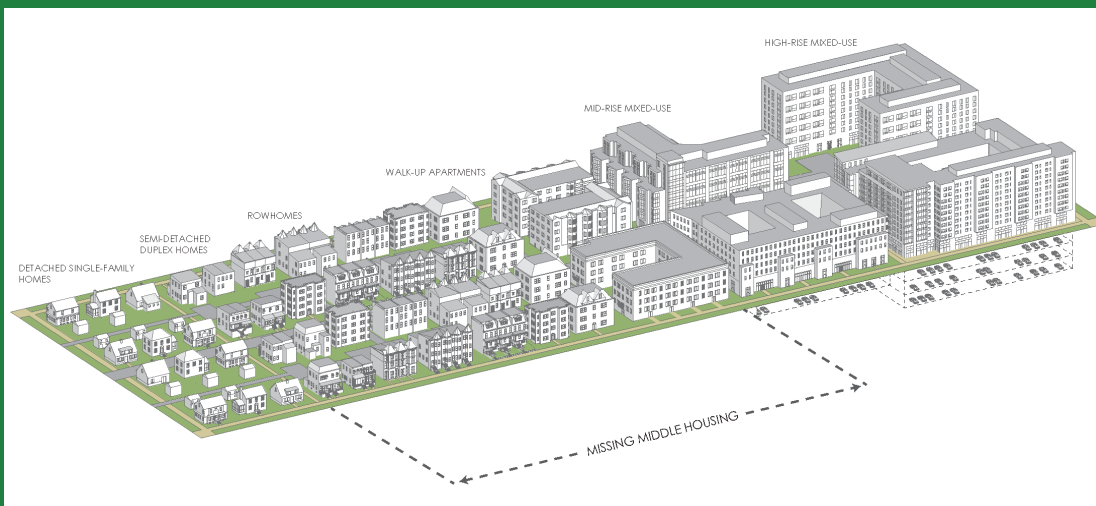 HIGH-RISE MIXED-USE
MID-RISE MIXED-USE
WALK-UP APARTMENTS
ROWHOMES
SEMI-DETACHED
DUPLEX HOMES
DETACHED SINGLE-FAMILY
HOMES
MISSING MIDDLE HOUSING